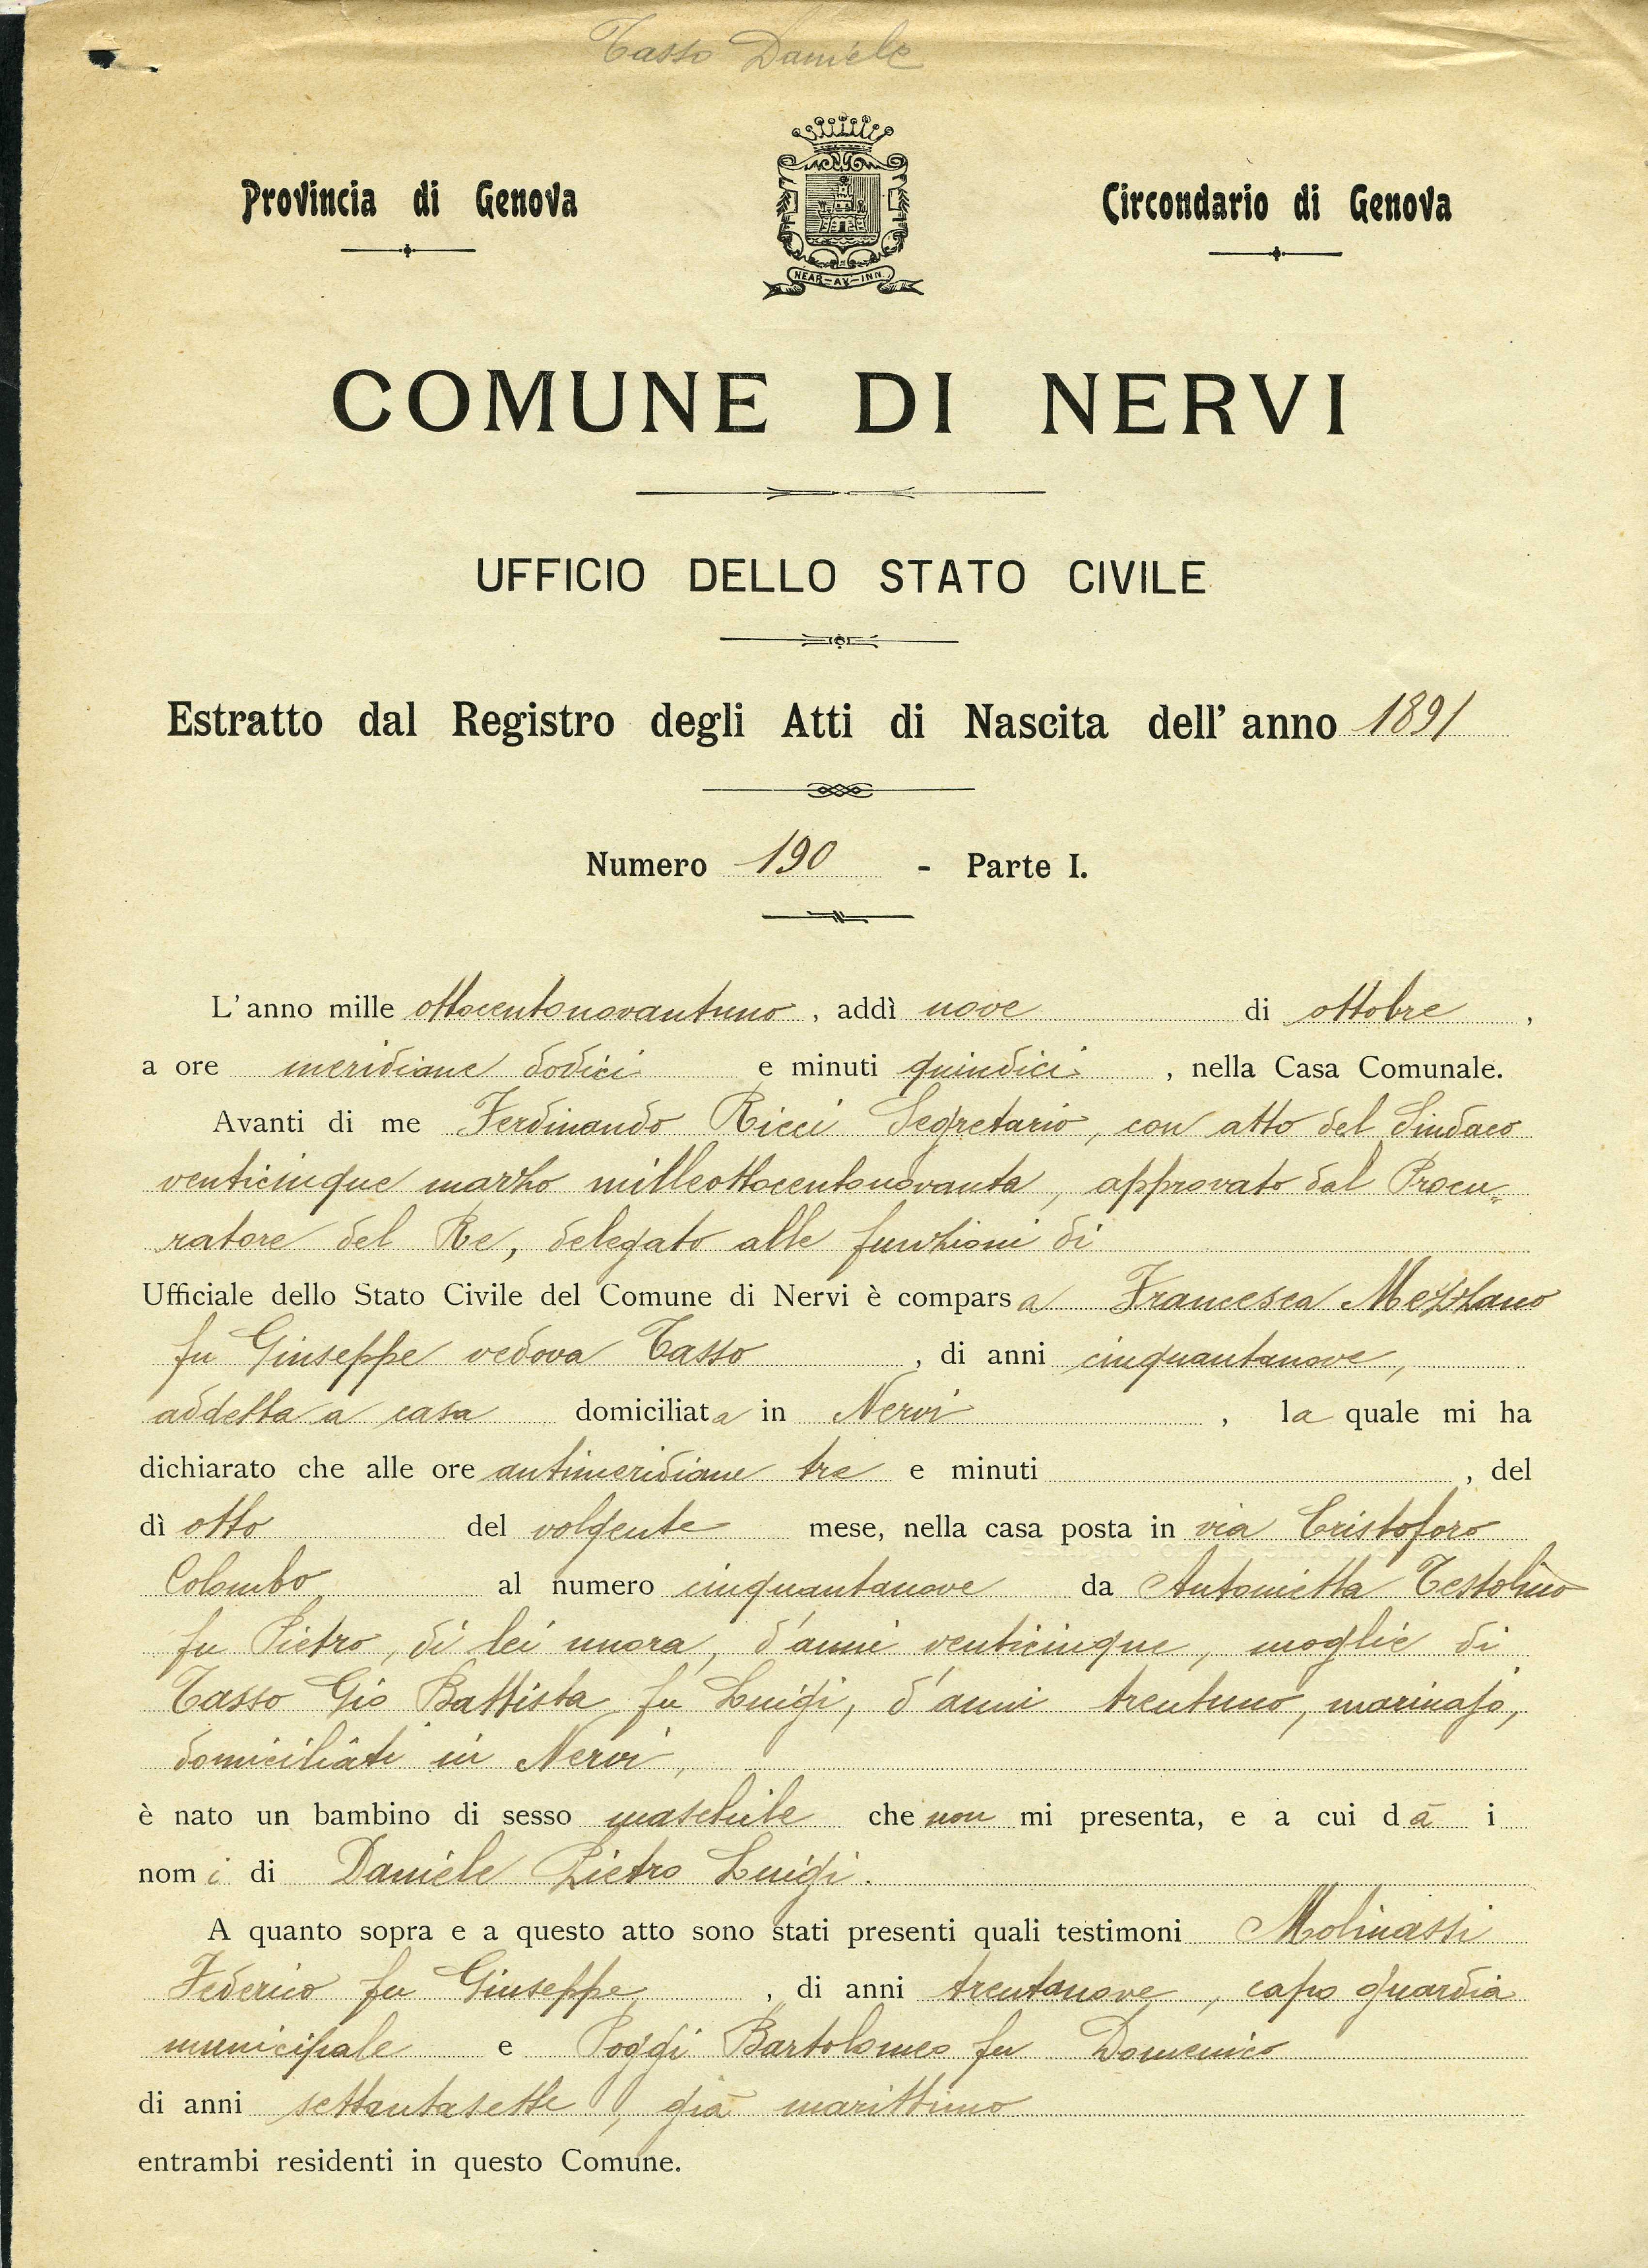 Tasso Daniele
Provincia di Genova
Circondario di Genova
NEAR-AV-INN
COMUNE DI NERVI
UFFICIO DELLO STATO CIVILE
Estratto dal Registro degli Atti di Nascita dell' anno 1891
Numero 190 - Parte I.
L' anno mille ottocentonovantuno, addì nove di ottobre,
a ore meridiane dodici e minuti quindici, nella Casa Comunale.
Avanti di me Ferdinando Ricci Segretario, con atto del Sindaco
venticinque marzo milleottocentonovanta, approvato dal Procu=
ratore del Re, delegato alle funzioni di
Ufficiale dello Stato Civile del Comune di Nervi è comparsa Francesca Mezzano
fu Giuseppe vedova Tasso, di anni cinquantanove,
addetta a casa domiciliata in Nervi, la quale mi ha
dichiarato che alle ore antimeridiane tre e minuti , del
dì otto del volgente mese, nella casa posta in via Cristoforo
Colombo al numero cinquantanove da Antonietta Testolino
fu Pietro, di lei nuora, d'anni venticinque, moglie di
Tasso Gio Battista fu Luigi, d'anni trentuno, marinajo,
domiciliati in Nervi,
è nato un bambino di sesso maschile che non mi presenta, e a cui dà i
nomi di Daniele Pietro Luigi.
A quanto sopra e a questo atto sono stati presenti quali testimoni Molinassi
Federico fu Giuseppe, di anni trentanove, capo guardia
municipale e Poggi Bartolomeo fu Domenico
di anni settantasette, già marittimo
entrambi residenti in questo Comune.